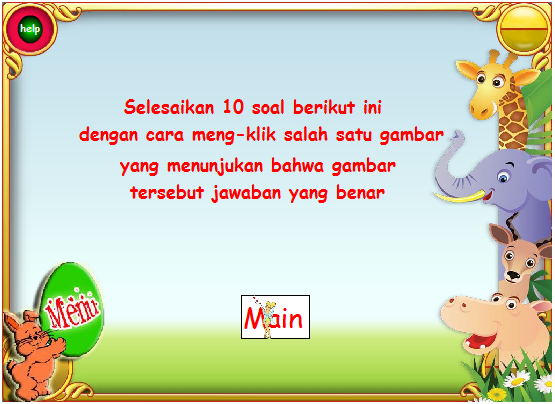 help
Selesaikan 10 soal berikut ini
dengan cara meng-klik salah satu gambar
yang menunjukan bahwa gambar
tersebut jawaban yang benar
Menu
Main